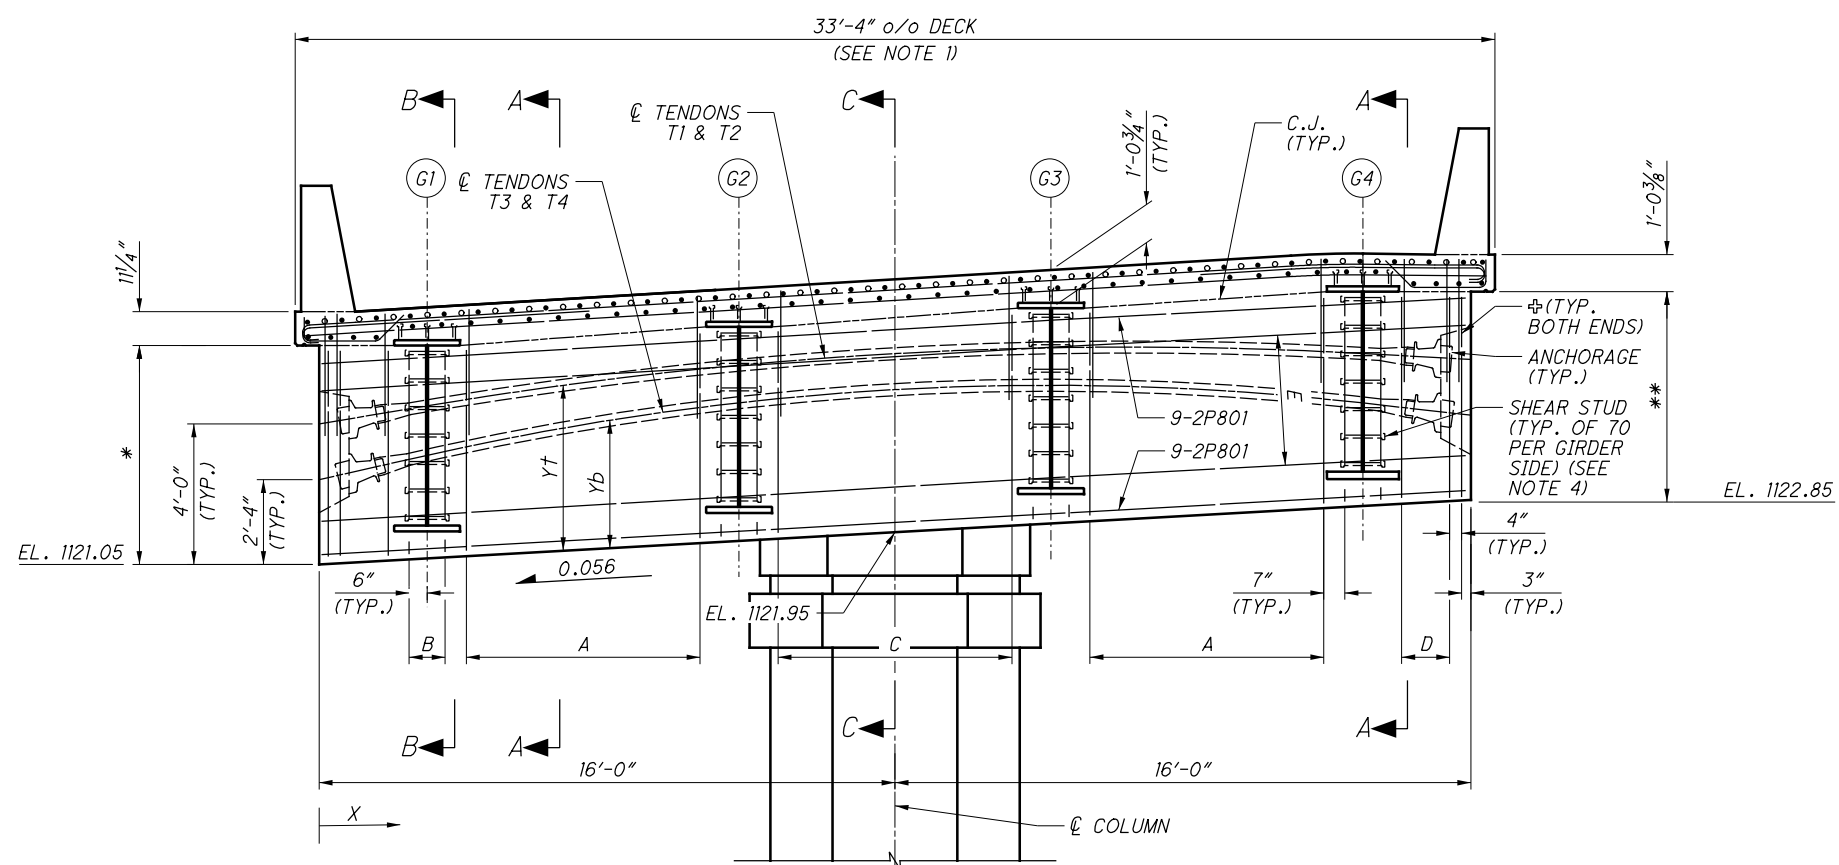 33'-4" o/o DECK
(SEE NOTE 1)
B
A
C
A
℄ TENDONS
T1 & T2
1'-0¾"
(TYP.)
C.J.
(TYP.)
G1
G2
G3
G4
℄ TENDONS
T3 & T4
1'-0⅜"
11¼"
(TYP.
BOTH ENDS)
ANCHORAGE
(TYP.)
SHEAR STUD
(TYP. OF 70
PER GIRDER
SIDE) (SEE
NOTE 4)
**
E
9-2P801
9-2P801
*
4'-0"
(TYP.)
2'-4"
(TYP.)
Yt
Yb
EL. 1122.85
EL. 1121.05
0.056
6"
(TYP.)
EL. 1121.95
7"
(TYP.)
4"
(TYP.)
3"
(TYP.)
B
A
C
A
D
B
A
C
A
16'-0"
16'-0"
X
℄ COLUMN